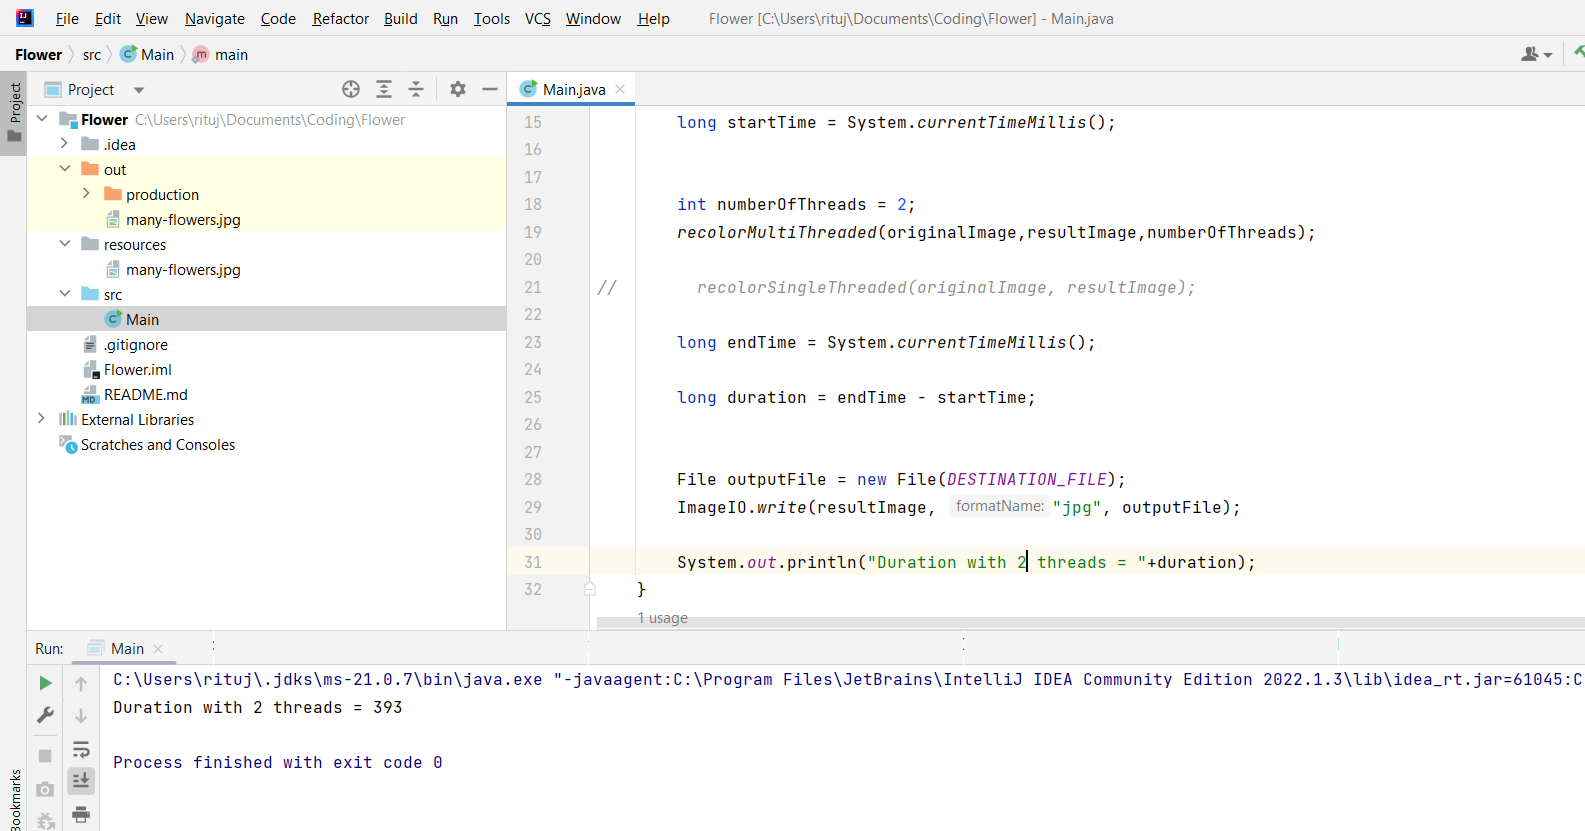 File Edit View Navigate Code Refactor Build Run Tools VCS Window Help Flower [C:\Users\rituj\Documents\Coding\Flower] - Main.java
Flower src Main main
Project
Project
Flower C:\Users\rituj\Documents\Coding\Flower
.idea
out
production
many-flowers.jpg
resources
many-flowers.jpg
src
Main
.gitignore
Flower.iml
README.md
External Libraries
Scratches and Consoles
Main.java
15 long startTime = System.currentTimeMillis();
16
17
18 int numberOfThreads = 2;
19 recolorMultiThreaded(originalImage,resultImage,numberOfThreads);
20
21 // recolorSingleThreaded(originalImage, resultImage);
22
23 long endTime = System.currentTimeMillis();
24
25 long duration = endTime - startTime;
26
27
28 File outputFile = new File(DESTINATION_FILE);
29 ImageIO.write(resultImage, formatName: "jpg", outputFile);
30
31 System.out.println("Duration with 2 threads = "+duration);
32 }
1 usage
Run: Main
C:\Users\rituj\.jdks\ms-21.0.7\bin\java.exe "-javaagent:C:\Program Files\JetBrains\IntelliJ IDEA Community Edition 2022.1.3\lib\idea_rt.jar=61045:C
Duration with 2 threads = 393
Process finished with exit code 0
Bookmarks